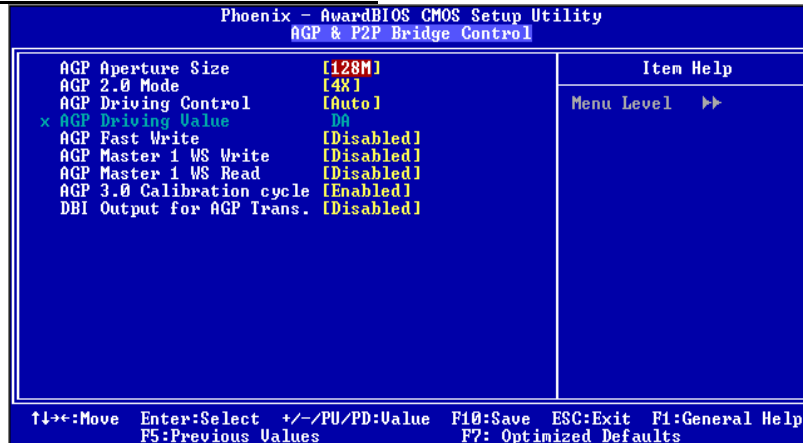 Phoenix - AwardBIOS CMOS Setup Utility
AGP & P2P Bridge Control
AGP Aperture Size [128M]
AGP 2.0 Mode [4X]
AGP Driving Control [Auto]
x AGP Driving Value DA
AGP Fast Write [Disabled]
AGP Master 1 WS Write [Disabled]
AGP Master 1 WS Read [Disabled]
AGP 3.0 Calibration cycle [Enabled]
DBI Output for AGP Trans. [Disabled]
Item Help
Menu Level ▶▶
↑↓→←:Move Enter:Select +/-/PU/PD:Value F10:Save ESC:Exit F1:General Help
F5:Previous Values F7: Optimized Defaults